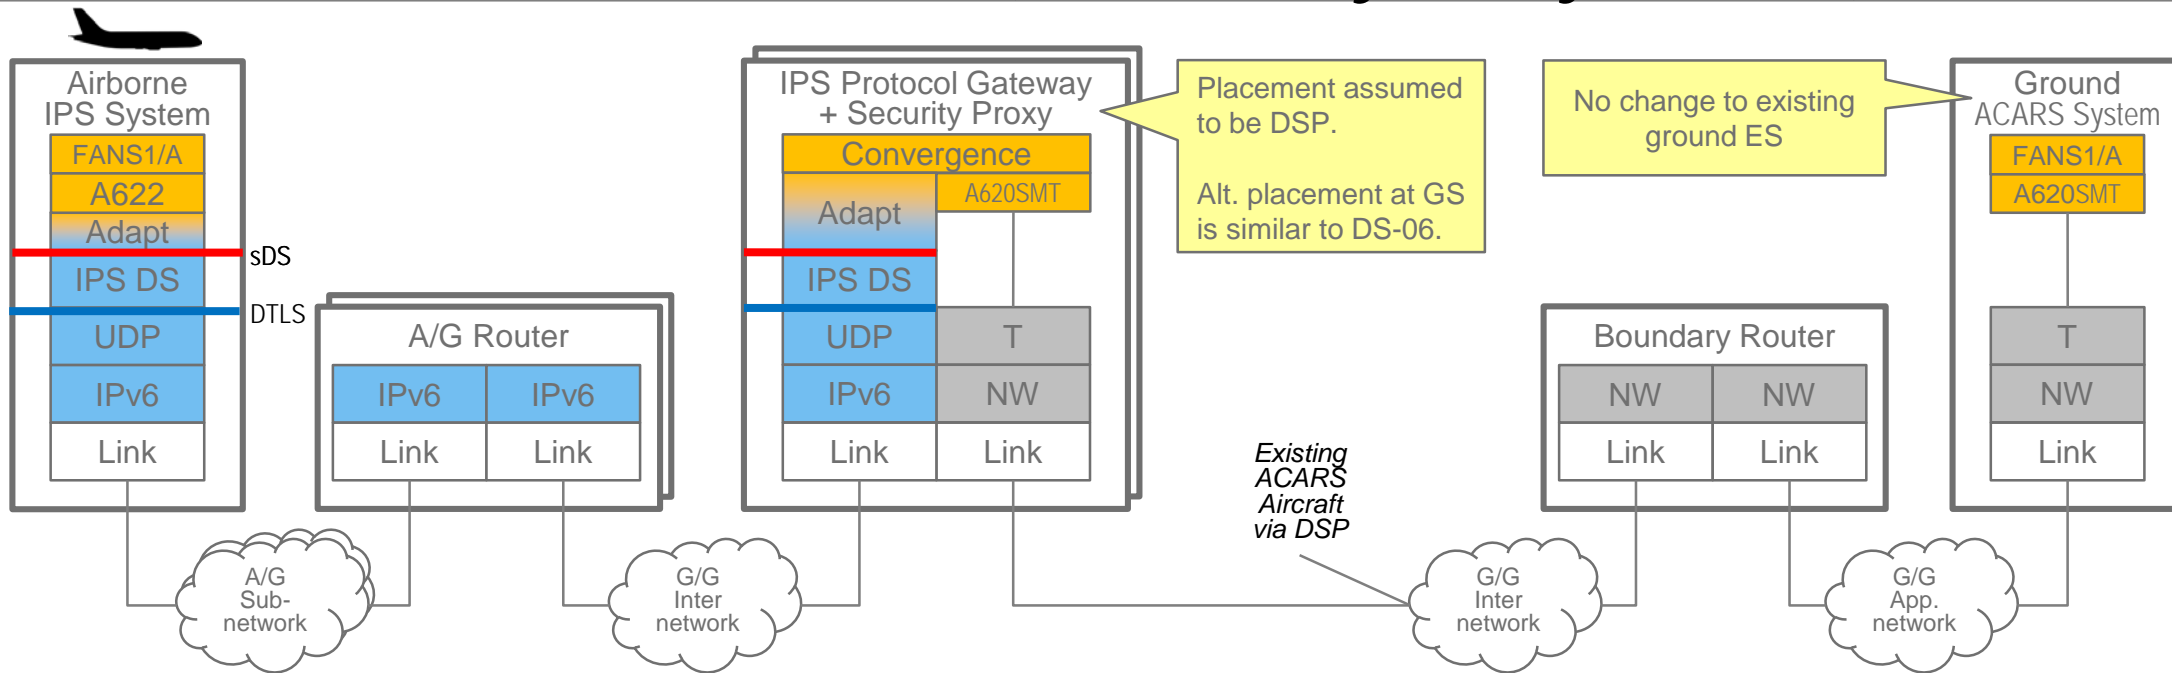 Airborne
IPS System
FANS1/A
A622
Adapt
sDS
IPS DS
DTLS
UDP
IPv6
Link
A/G Router
IPv6 IPv6
Link Link
IPS Protocol Gateway
+ Security Proxy
Convergence
Adapt A620SMT
IPS DS
UDP T
IPv6 NW
Link Link
Placement assumed
to be DSP.
Alt. placement at GS
is similar to DS-06.
No change to existing
ground ES
Ground
ACARS System
FANS1/A
A620SMT
T
NW
Link
Boundary Router
NW NW
Link Link
Existing
ACARS
Aircraft
via DSP
A/G
Sub-
network
G/G
Inter
network
G/G
Inter
network
G/G
App.
network